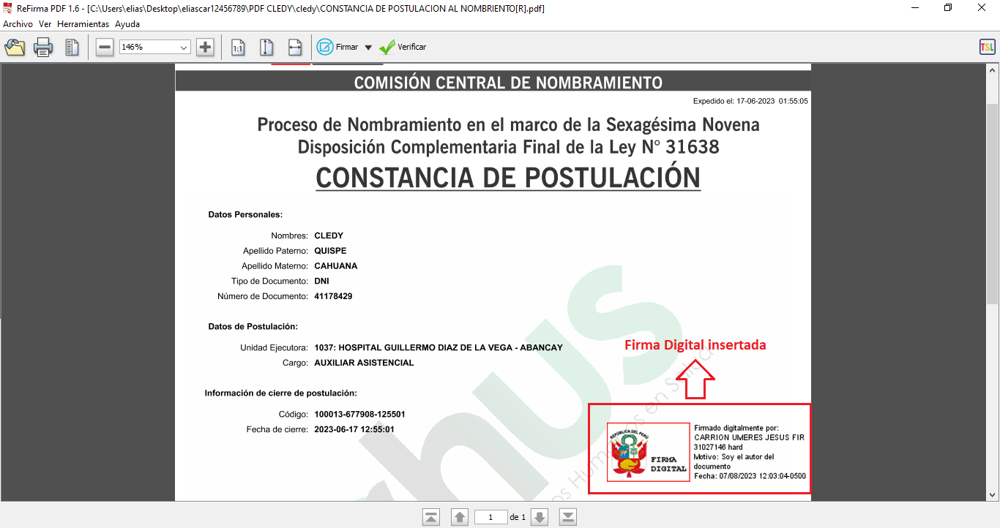 ReFirma PDF 1.6 - [C:\Users\elias\Desktop\eliascar12456789\PDF CLEDY\cledy\CONSTANCIA DE POSTULACION AL NOMBRIENTO[R].pdf]
Archivo Ver Herramientas Ayuda
146% 1:1 Firmar Verificar TSL
COMISIÓN CENTRAL DE NOMBRAMIENTO
Expedido el: 17-06-2023 01:55:05
Proceso de Nombramiento en el marco de la Sexagésima Novena
Disposición Complementaria Final de la Ley N° 31638
CONSTANCIA DE POSTULACIÓN
Datos Personales:
Nombres: CLEDY
Apellido Paterno: QUISPE
Apellido Materno: CAHUANA
Tipo de Documento: DNI
Número de Documento: 41178429
Datos de Postulación:
Unidad Ejecutora: 1037: HOSPITAL GUILLERMO DIAZ DE LA VEGA - ABANCAY
Cargo: AUXILIAR ASISTENCIAL
Firma Digital insertada
Información de cierre de postulación:
Código: 100013-677908-125501
Fecha de cierre: 2023-06-17 12:55:01
REPÚBLICA DEL PERÚ
FIRMA
DIGITAL
Firmado digitalmente por:
CARRION UMERES JESUS FIR
31027146 hard
Motivo: Soy el autor del
documento
Fecha: 07/08/2023 12:03:04-0500
en Salud
1 de 1